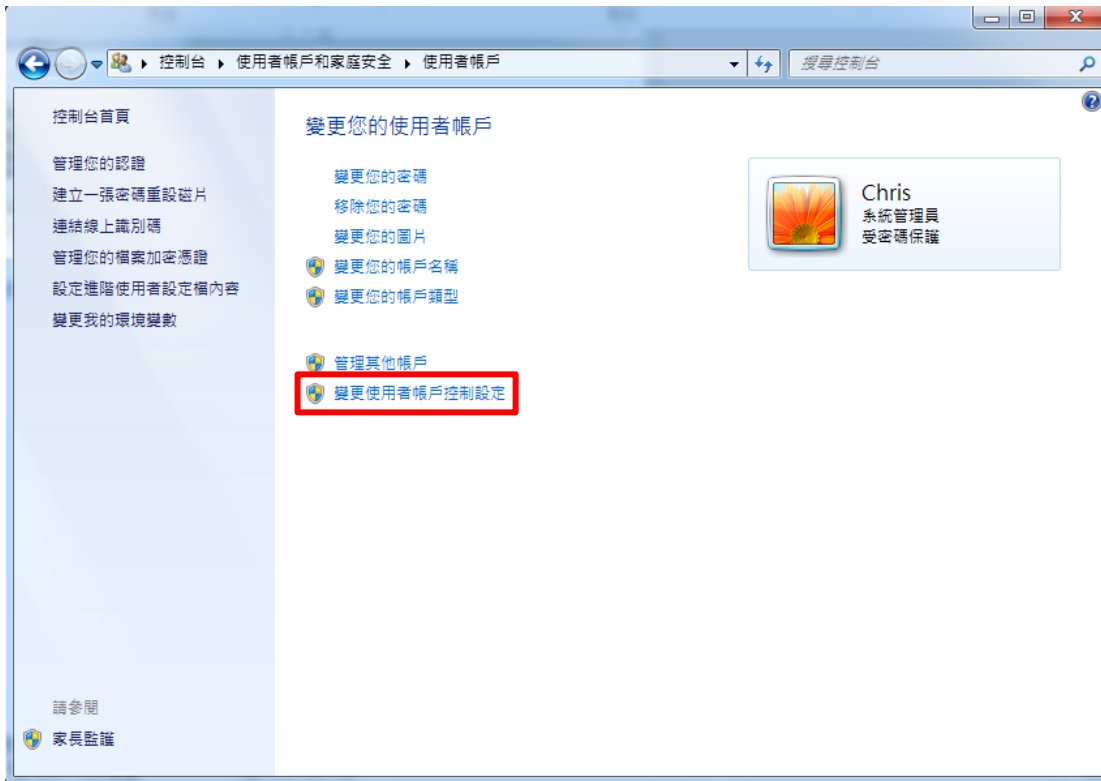 控制台 ▸ 使用者帳戶和家庭安全 ▸ 使用者帳戶
搜尋控制台
控制台首頁
管理您的認證
建立一張密碼重設磁片
連結線上識別碼
管理您的檔案加密憑證
設定進階使用者設定檔內容
變更我的環境變數
變更您的使用者帳戶
變更您的密碼
移除您的密碼
變更您的圖片
變更您的帳戶名稱
變更您的帳戶類型
管理其他帳戶
變更使用者帳戶控制設定
Chris
系統管理員
受密碼保護
請參閱
家長監護